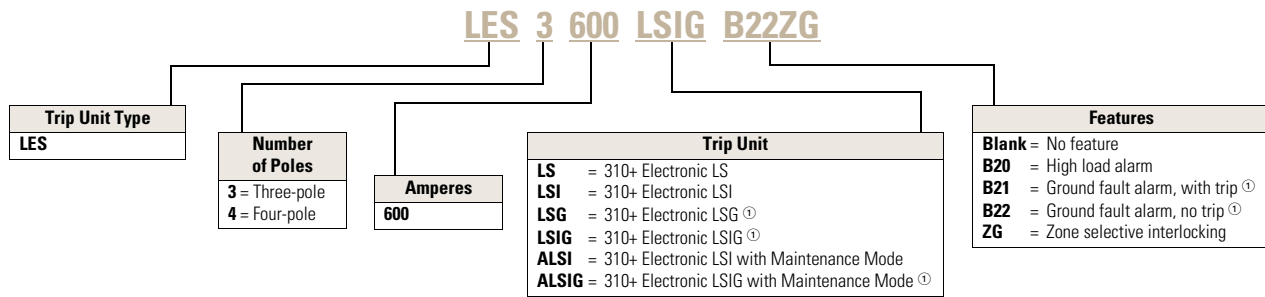 LES 3 600 LSIG B22ZG
Trip Unit Type
LES
Number
of Poles
3 = Three-pole
4 = Four-pole
Amperes
600
Trip Unit
LS = 310+ Electronic LS
LSI = 310+ Electronic LSI
LSG = 310+ Electronic LSG ①
LSIG = 310+ Electronic LSIG ①
ALSI = 310+ Electronic LSI with Maintenance Mode
ALSIG = 310+ Electronic LSIG with Maintenance Mode ①
Features
Blank = No feature
B20 = High load alarm
B21 = Ground fault alarm, with trip ①
B22 = Ground fault alarm, no trip ①
ZG = Zone selective interlocking